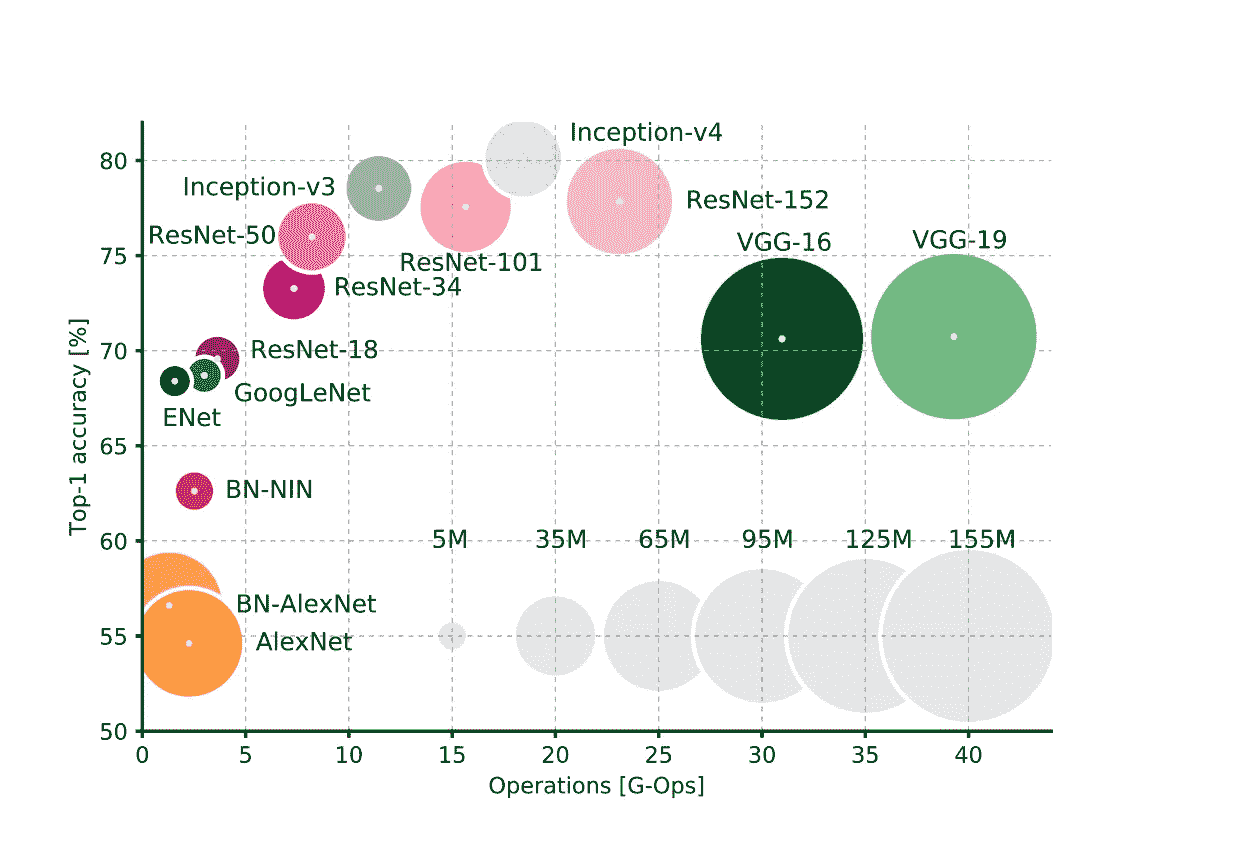 Inception-v4
80
Inception-v3
ResNet-152
ResNet-50
VGG-16
VGG-19
75
ResNet-101
ResNet-34
70
ResNet-18
GoogLeNet
ENet
Top-1 accuracy [%]
65
BN-NIN
60
5M 35M 65M 95M 125M 155M
BN-AlexNet
55
AlexNet
50
0 5 10 15 20 25 30 35 40
Operations [G-Ops]